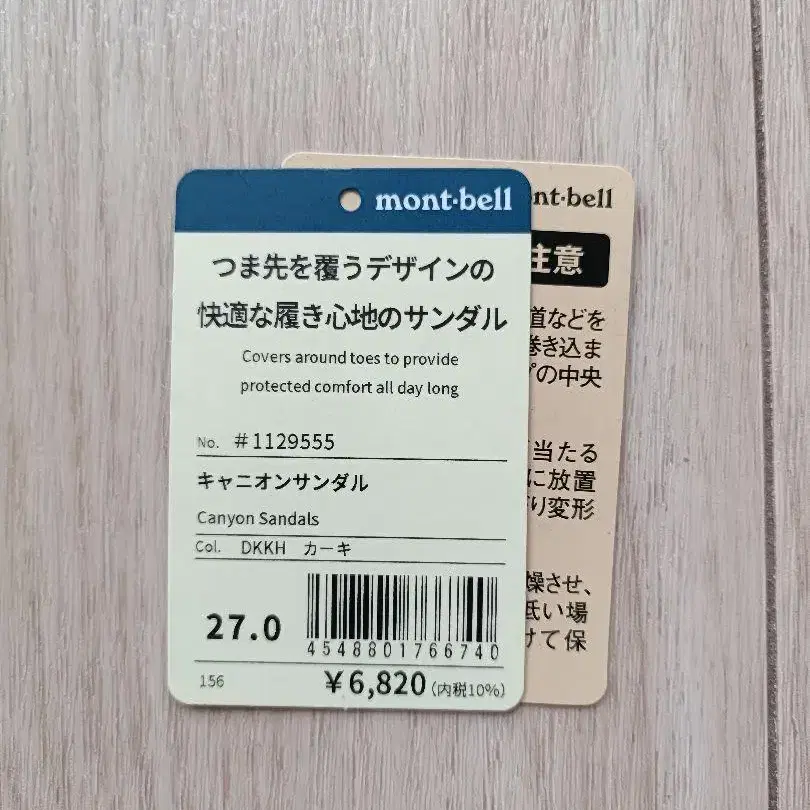 mont·bell
つま先を覆うデザインの
快適な履き心地のサンダル
Covers around toes to provide
protected comfort all day long
No. #1129555
キャニオンサンダル
Canyon Sandals
Col. DKKH カーキ
27.0
4548801766740
156 ¥6,820(内税10%)
nt·bell
注意
道などを
巻き込ま
プの中央
当たる
に放置
り変形
燥させ、
低い場
けて保